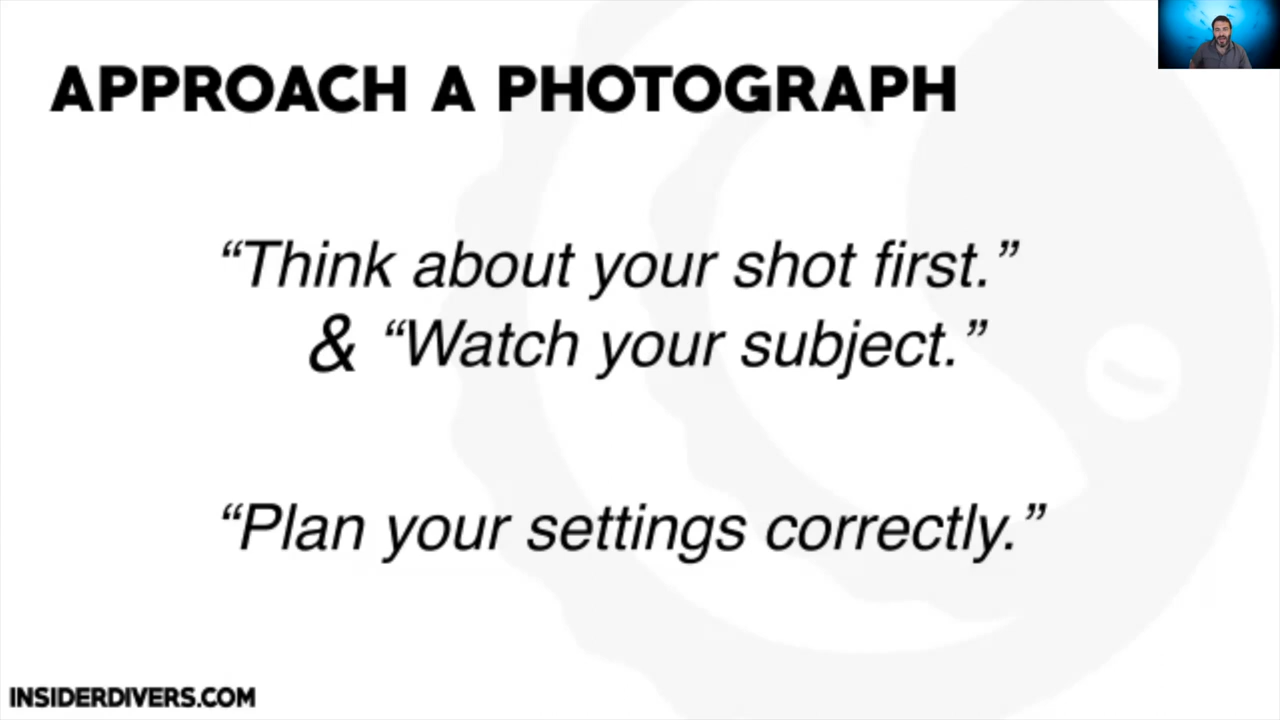 APPROACH A PHOTOGRAPH
“Think about your shot first.”
& “Watch your subject.”
“Plan your settings correctly.”
INSIDERDIVERS.COM